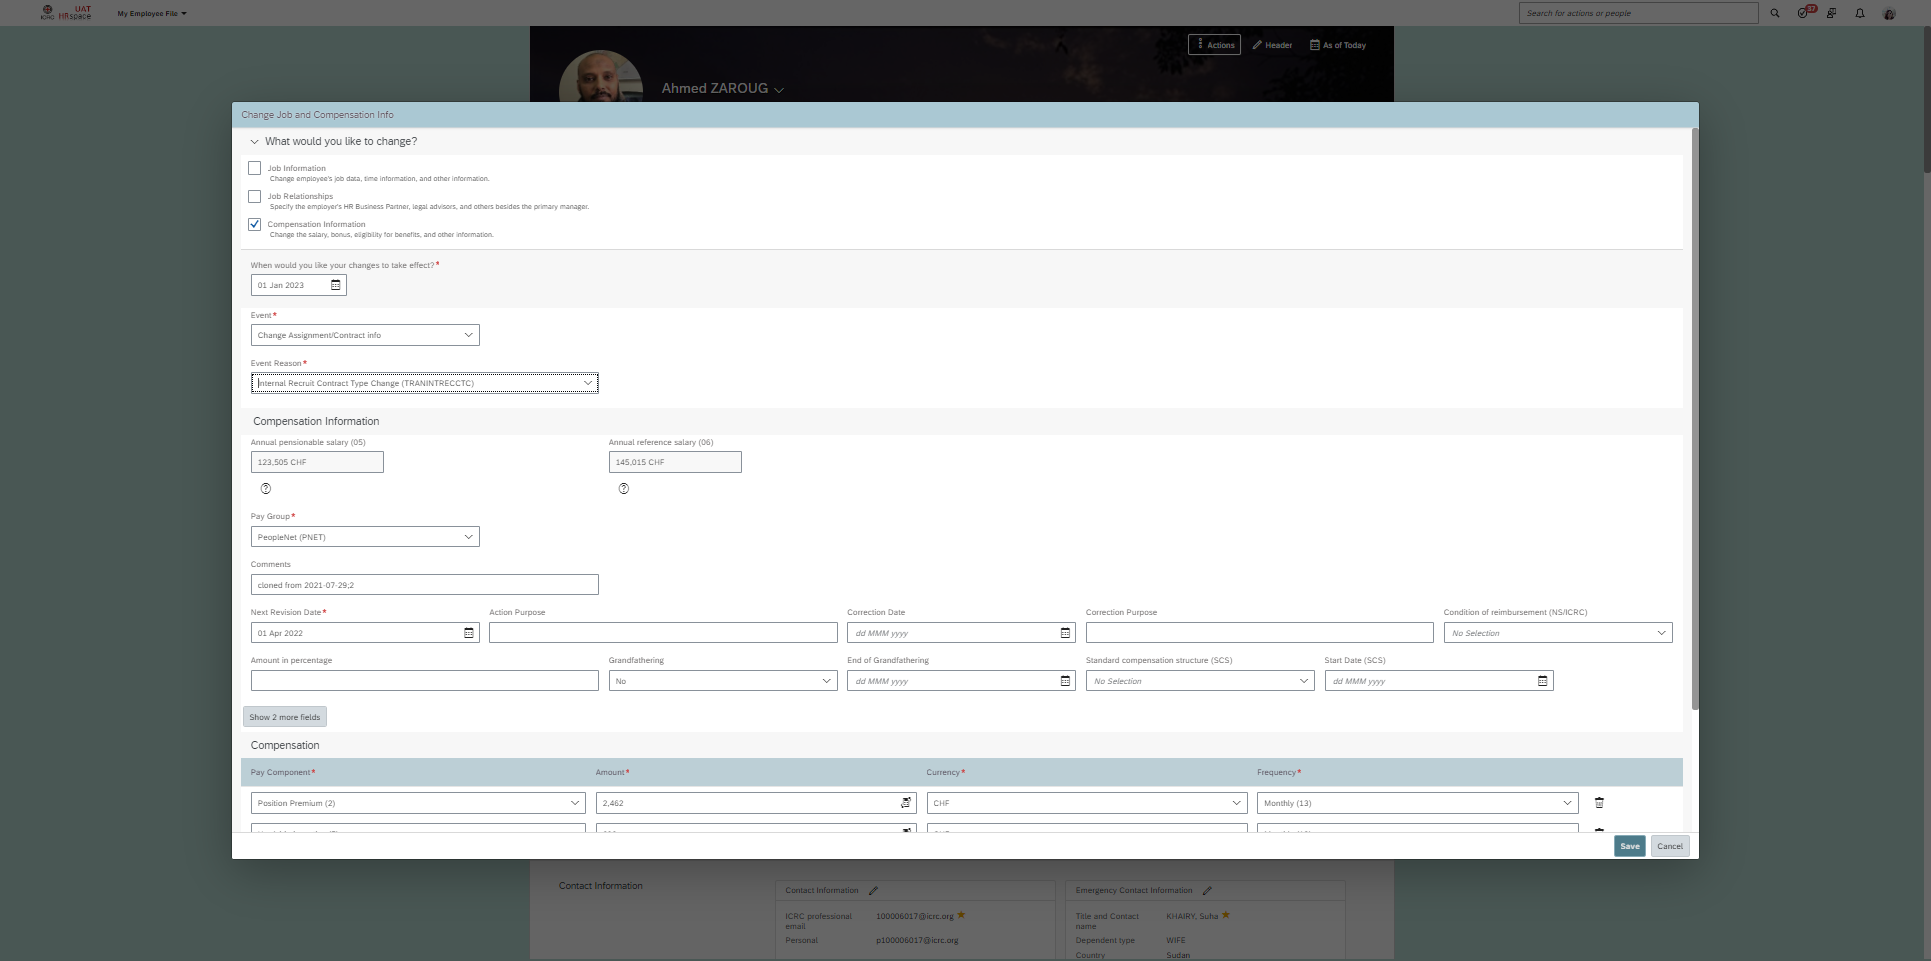 ICRC UAT HRspace
My Employee File
Search for actions or people
37
Actions
Header
As of Today
Ahmed ZAROUG
Change Job and Compensation Info
What would you like to change?
Job Information
Change employee's job data, time information, and other information.
Job Relationships
Specify the employer's HR Business Partner, legal advisors, and others besides the primary manager.
Compensation Information
Change the salary, bonus, eligibility for benefits, and other information.
When would you like your changes to take effect?*
01 Jan 2023
Event*
Change Assignment/Contract info
Event Reason*
Internal Recruit Contract Type Change (TRANINTRECCTC)
Compensation Information
Annual pensionable salary (05) Annual reference salary (06)
123,505 CHF 145,015 CHF
Pay Group*
PeopleNet (PNET)
Comments
cloned from 2021-07-29;2
Next Revision Date* Action Purpose Correction Date Correction Purpose Condition of reimbursement (NS/ICRC)
01 Apr 2022 dd MMM yyyy No Selection
Amount in percentage Grandfathering End of Grandfathering Standard compensation structure (SCS) Start Date (SCS)
No dd MMM yyyy No Selection dd MMM yyyy
Show 2 more fields
Compensation
Pay Component* Amount* Currency* Frequency*
Position Premium (2) 2,462 CHF Monthly (13)
Save Cancel
Contact Information
Contact Information
ICRC professional email 100006017@icrc.org
Personal p100006017@icrc.org
Emergency Contact Information
Title and Contact name KHAIRY, Suha
Dependent type WIFE
Country Sudan